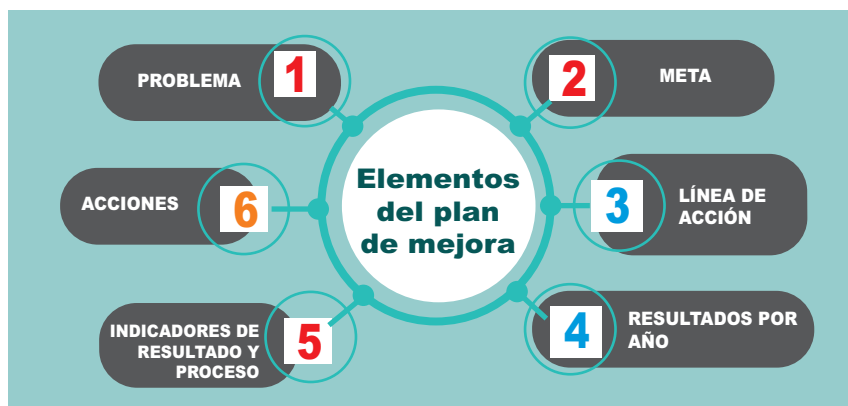 Elementos
del plan
de mejora
1
PROBLEMA
2
META
3
LÍNEA DE
ACCIÓN
4
RESULTADOS POR
AÑO
5
INDICADORES DE
RESULTADO Y
PROCESO
6
ACCIONES